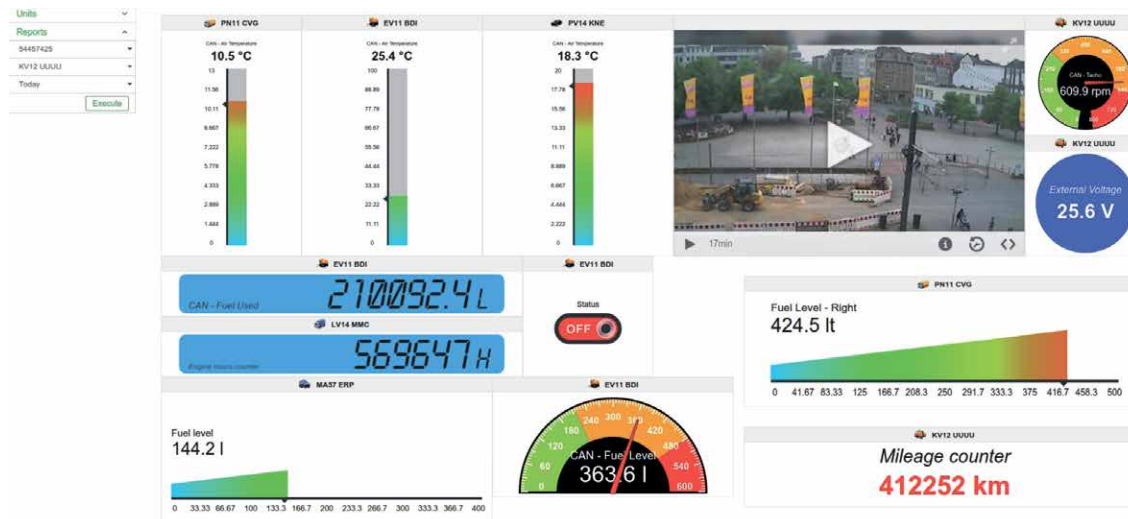 Units
Reports
54457425
KV12 UUUU
Today
Execute
PN11 CVG
CAN - Air Temperature
10.5 °C
13
11.56
10.11
8.667
7.222
5.778
4.333
2.889
1.444
0
EV11 BDI
CAN - Air Temperature
25.4 °C
100
88.89
77.78
66.67
55.56
44.44
33.33
22.22
11.11
0
PV14 KNE
CAN - Air Temperature
18.3 °C
20
17.78
15.56
13.33
11.11
8.889
6.667
4.444
2.222
0
17min
KV12 UUUU
CAN - Tacho
609.9 rpm
KV12 UUUU
External Voltage
25.6 V
EV11 BDI
CAN - Fuel Used
210092.4 L
LV14 MMC
Engine hours counter
569647 H
EV11 BDI
Status
OFF
PN11 CVG
Fuel Level - Right
424.5 lt
0 41.67 83.33 125 166.7 208.3 250 291.7 333.3 375 416.7 458.3 500
MA57 ERP
Fuel level
144.2 l
0 33.33 66.67 100 133.3 166.7 200 233.3 266.7 300 333.3 366.7 400
EV11 BDI
0 60 120 180 240 300 360 420 480 540 600
CAN - Fuel Level
363.6 l
KV12 UUUU
Mileage counter
412252 km